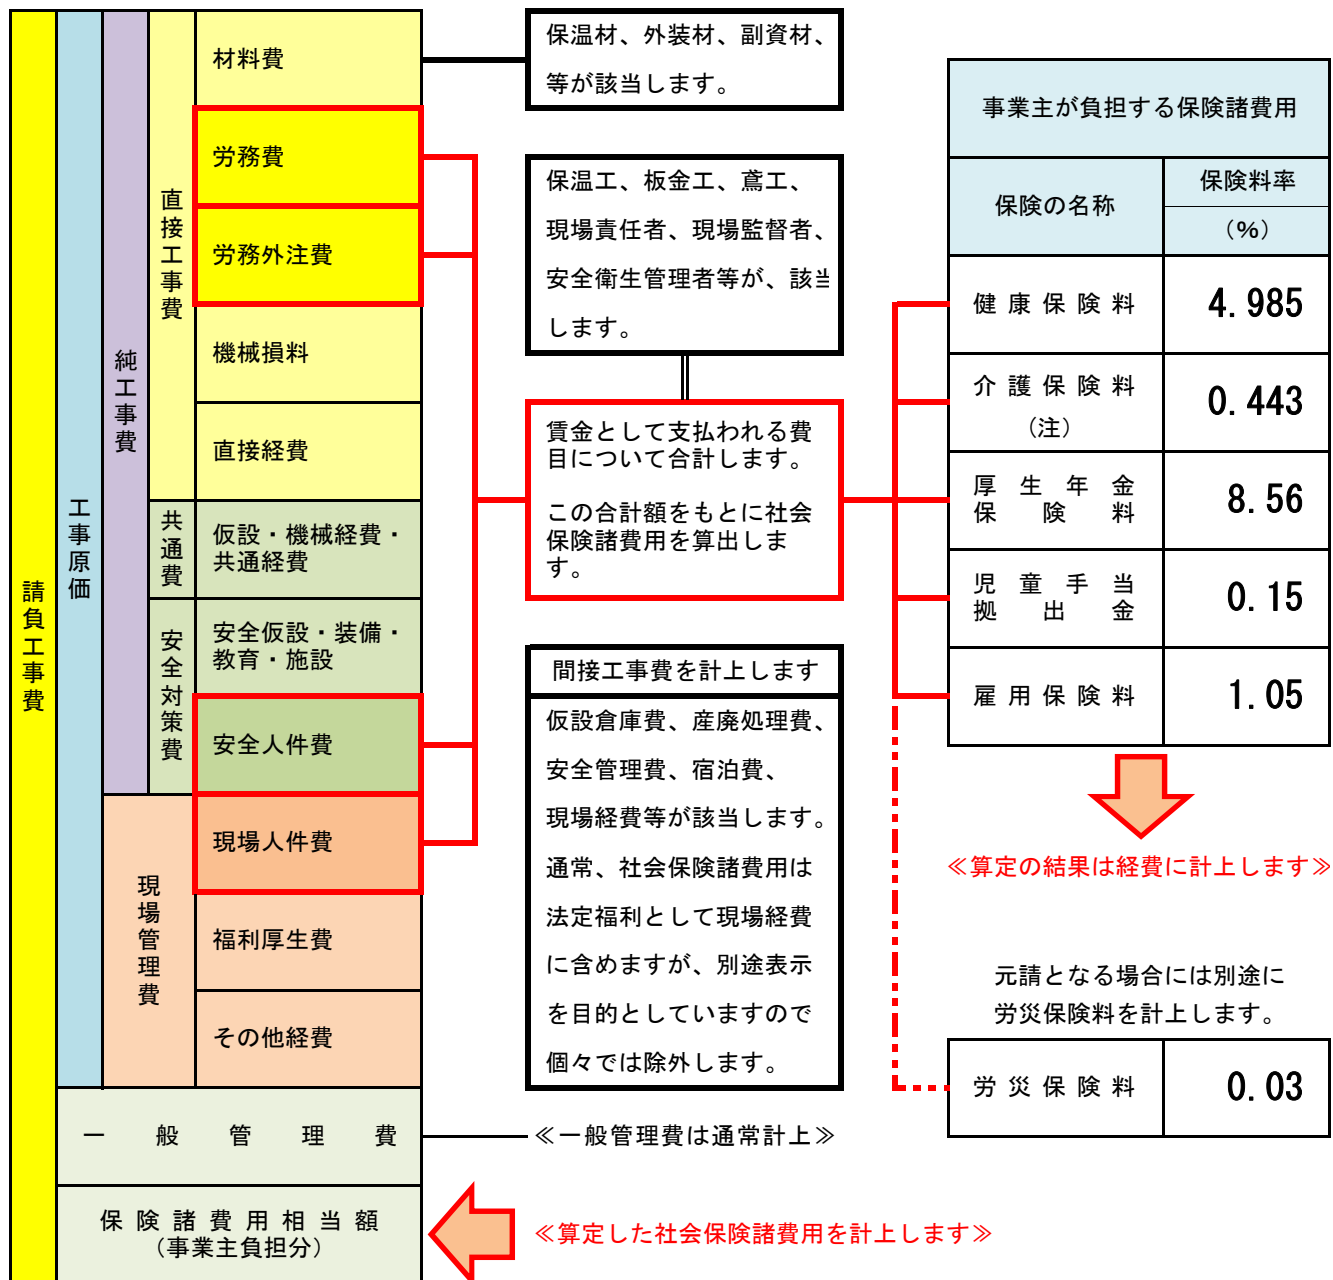 請負工事費
工事原価
純工事費
直接工事費
材料費
労務費
労務外注費
機械損料
直接経費
共通費
仮設・機械経費・
共通経費
安全対策費
安全仮設・装備・
教育・施設
安全人件費
現場管理費
現場人件費
福利厚生費
その他経費
一般管理費
保険諸費用相当額
（事業主負担分）
保温材、外装材、副資材、
等が該当します。
保温工、板金工、鳶工、
現場責任者、現場監督者、
安全衛生管理者等が、該当
します。
賃金として支払われる費
目について合計します。
この合計額をもとに社会
保険諸費用を算出しま
す。
間接工事費を計上します
仮設倉庫費、産廃処理費、
安全管理費、宿泊費、
現場経費等が該当します。
通常、社会保険諸費用は
法定福利として現場経費
に含めますが、別途表示
を目的としていますので
個々では除外します。
≪一般管理費は通常計上≫
≪算定した社会保険諸費用を計上します≫
事業主が負担する保険諸費用
保険の名称
保険料率
（%）
健康保険料 4.985
介護保険料
（注）
0.443
厚生年金
保険料
8.56
児童手当
拠出金
0.15
雇用保険料 1.05
≪算定の結果は経費に計上します≫
元請となる場合には別途に
労災保険料を計上します。
労災保険料 0.03